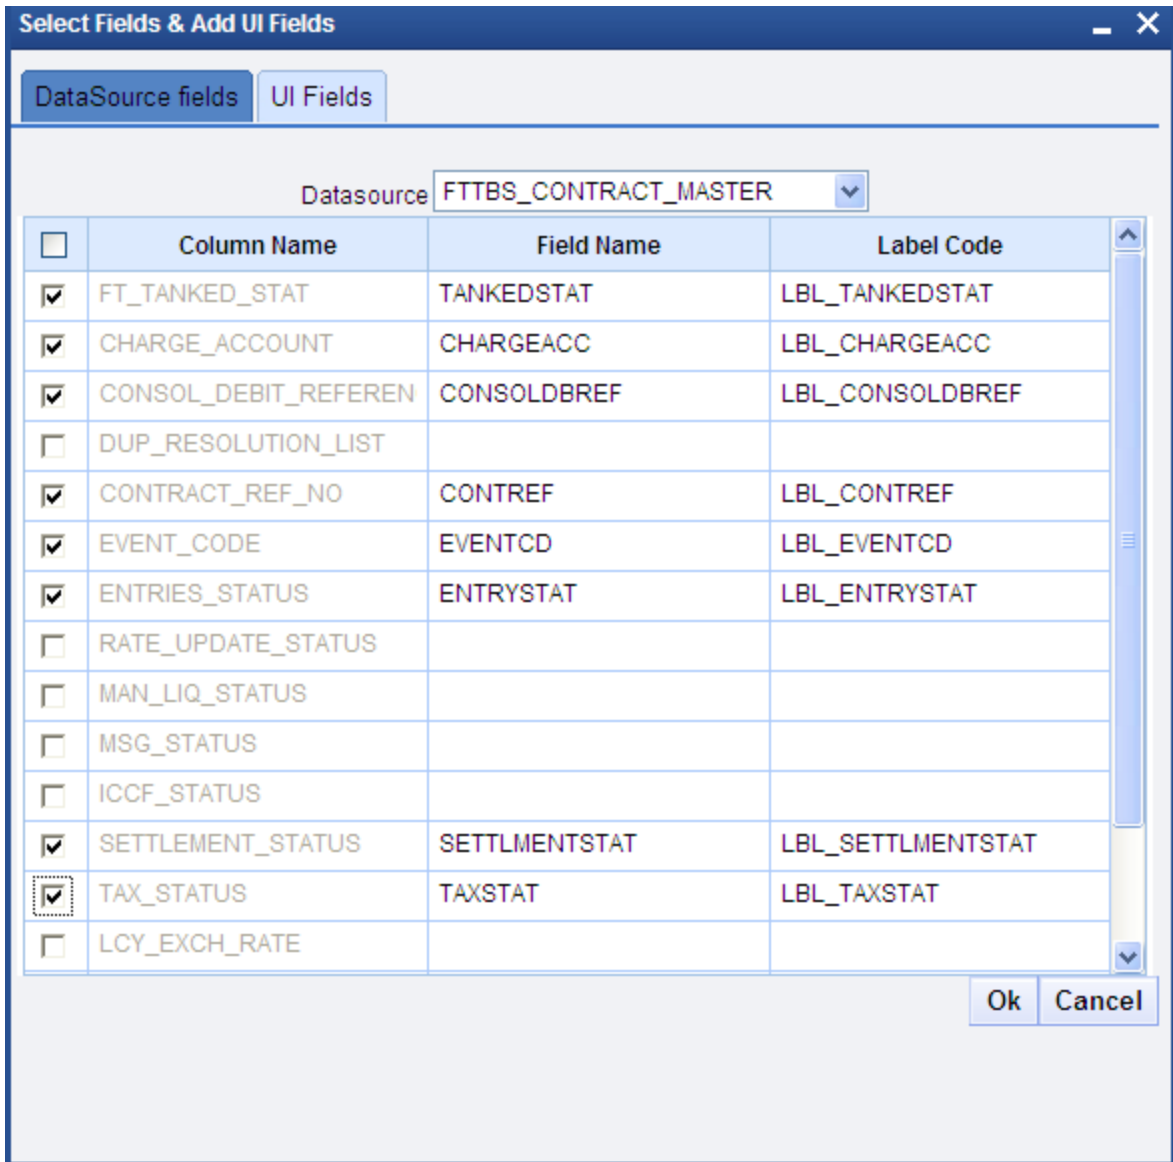 Select Fields & Add UI Fields
DataSource fields UI Fields
Datasource FTTBS_CONTRACT_MASTER
Column Name Field Name Label Code
FT_TANKED_STAT TANKEDSTAT LBL_TANKEDSTAT
CHARGE_ACCOUNT CHARGEACC LBL_CHARGEACC
CONSOL_DEBIT_REFEREN CONSOLDBREF LBL_CONSOLDBREF
DUP_RESOLUTION_LIST
CONTRACT_REF_NO CONTREF LBL_CONTREF
EVENT_CODE EVENTCD LBL_EVENTCD
ENTRIES_STATUS ENTRYSTAT LBL_ENTRYSTAT
RATE_UPDATE_STATUS
MAN_LIQ_STATUS
MSG_STATUS
ICCF_STATUS
SETTLEMENT_STATUS SETTLMENTSTAT LBL_SETTLMENTSTAT
TAX_STATUS TAXSTAT LBL_TAXSTAT
LCY_EXCH_RATE
Ok Cancel